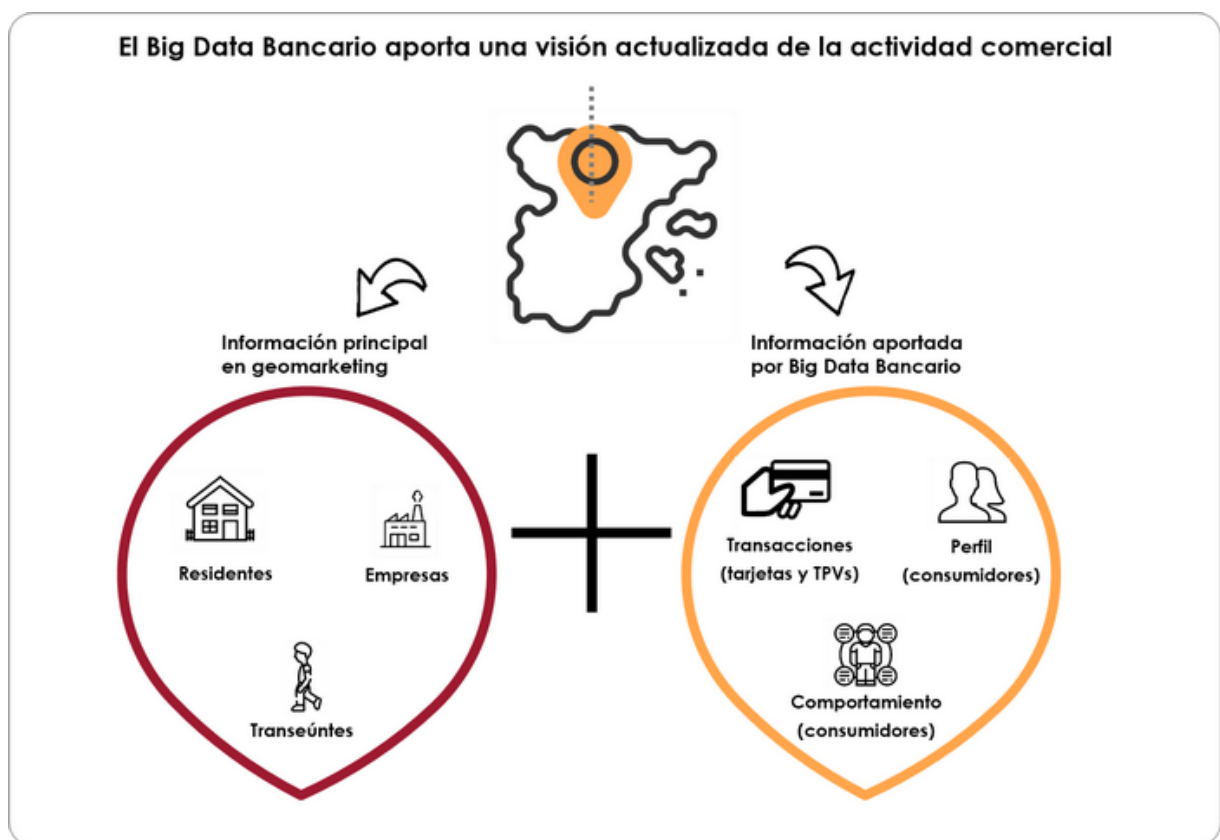 El Big Data Bancario aporta una visión actualizada de la actividad comercial
Información principal
en geomarketing
Residentes
Empresas
Transeúntes
Información aportada
por Big Data Bancario
Transacciones
(tarjetas y TPVs)
Perfil
(consumidores)
Comportamiento
(consumidores)